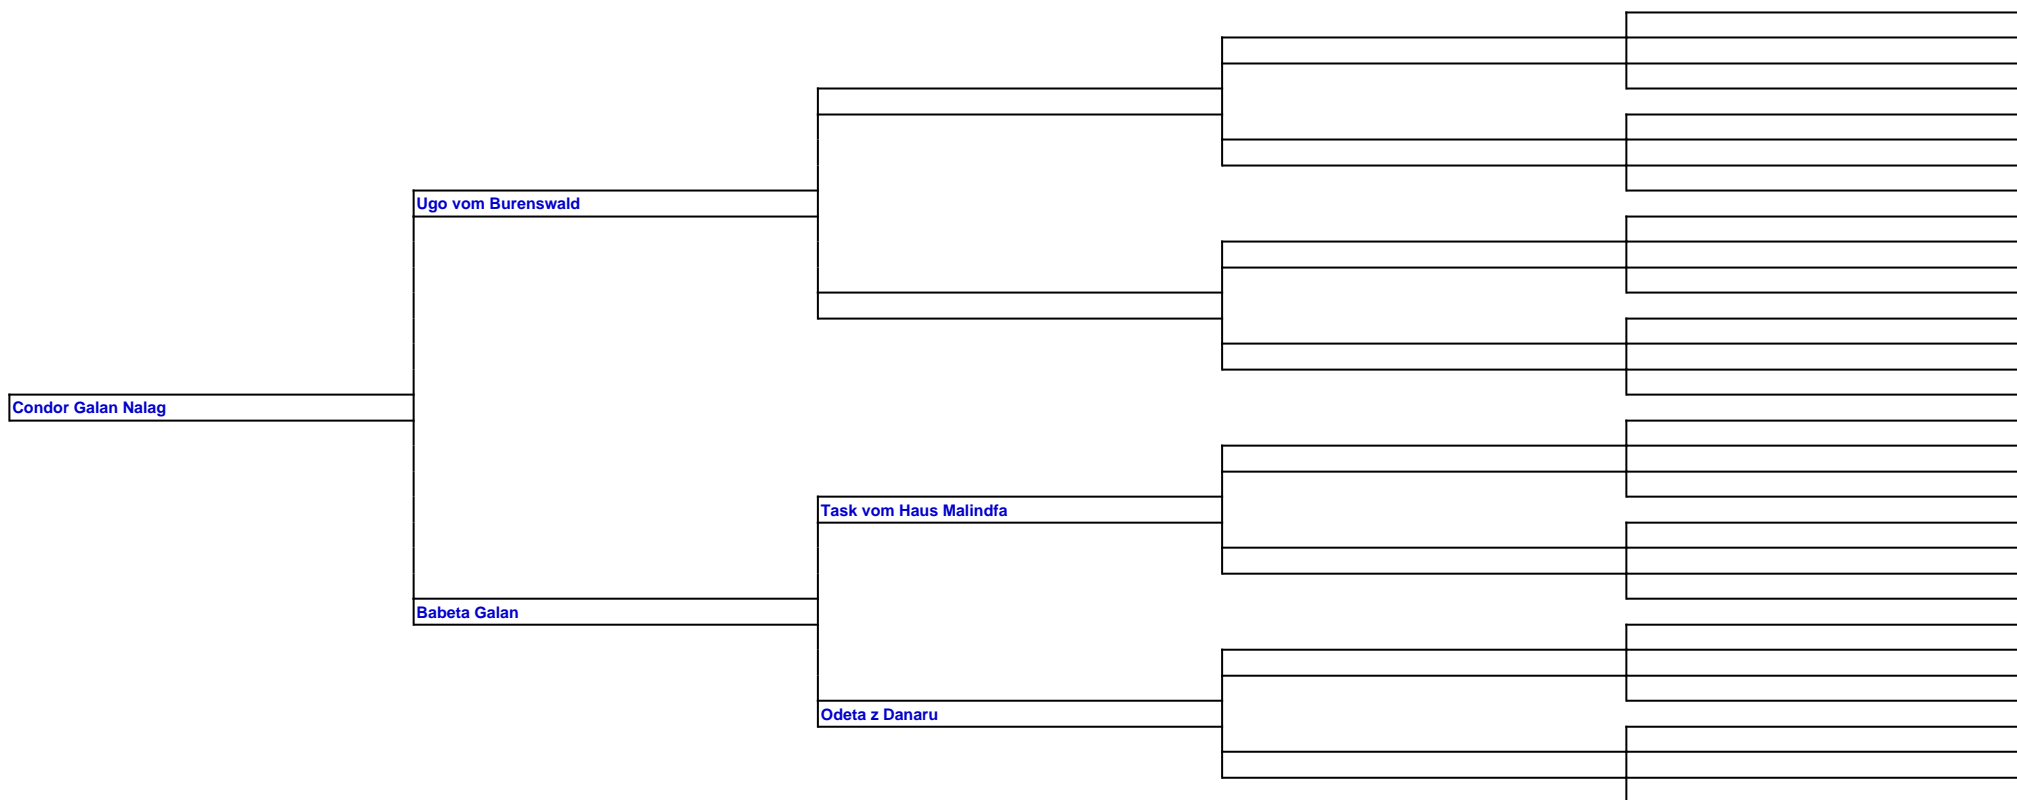 Ugo vom Burenswald
Condor Galan Nalag
Task vom Haus Malindfa
Babeta Galan
Odeta z Danaru